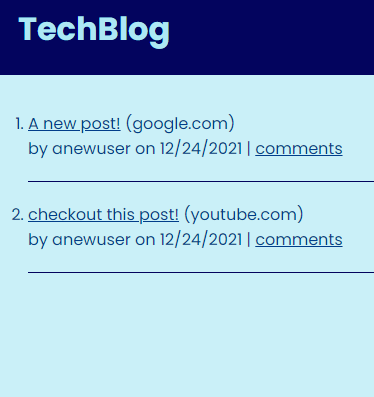 TechBlog
1. A new post! (google.com)
by anewuser on 12/24/2021 | comments
2. checkout this post! (youtube.com)
by anewuser on 12/24/2021 | comments